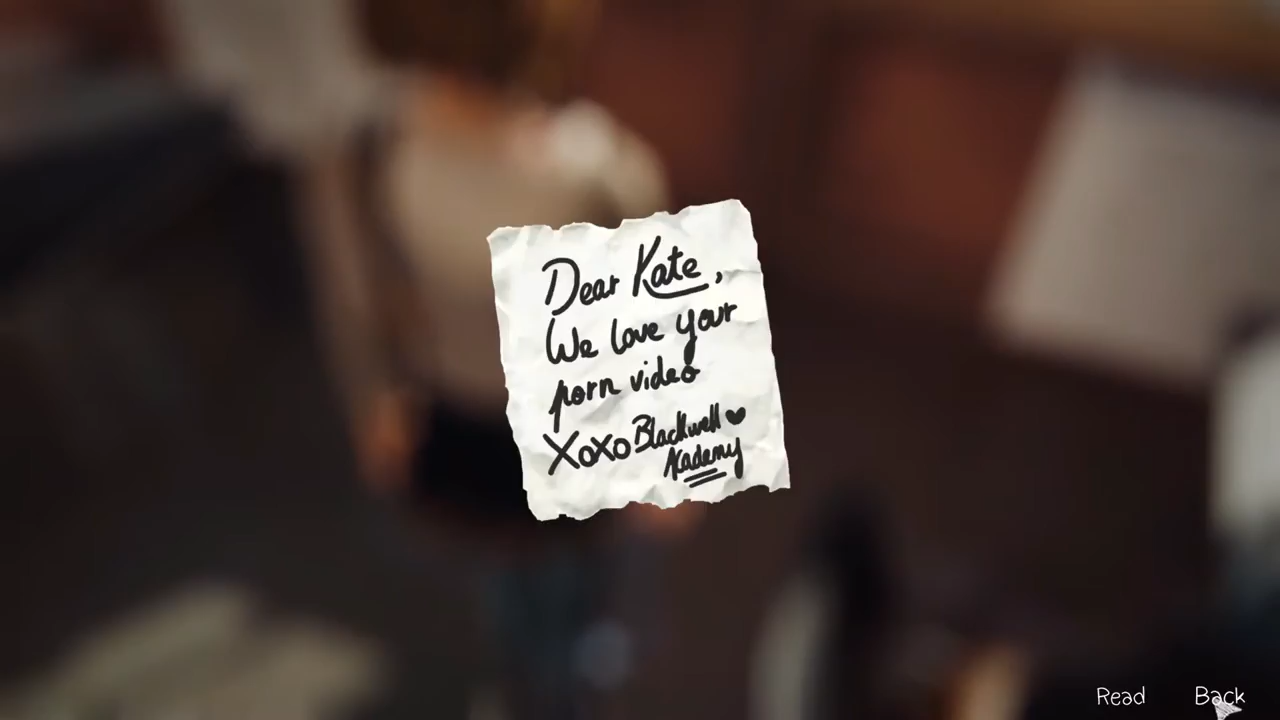 Dear Kate,
We love your
porn video
XoXo Blackwell ♥
Academy
Read Back